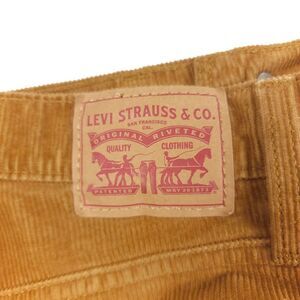 LEVI STRAUSS & CO.
SAN FRANCISCO
CAL.
ORIGINAL RIVETED
QUALITY CLOTHING
PATENTED MAY 20 1873